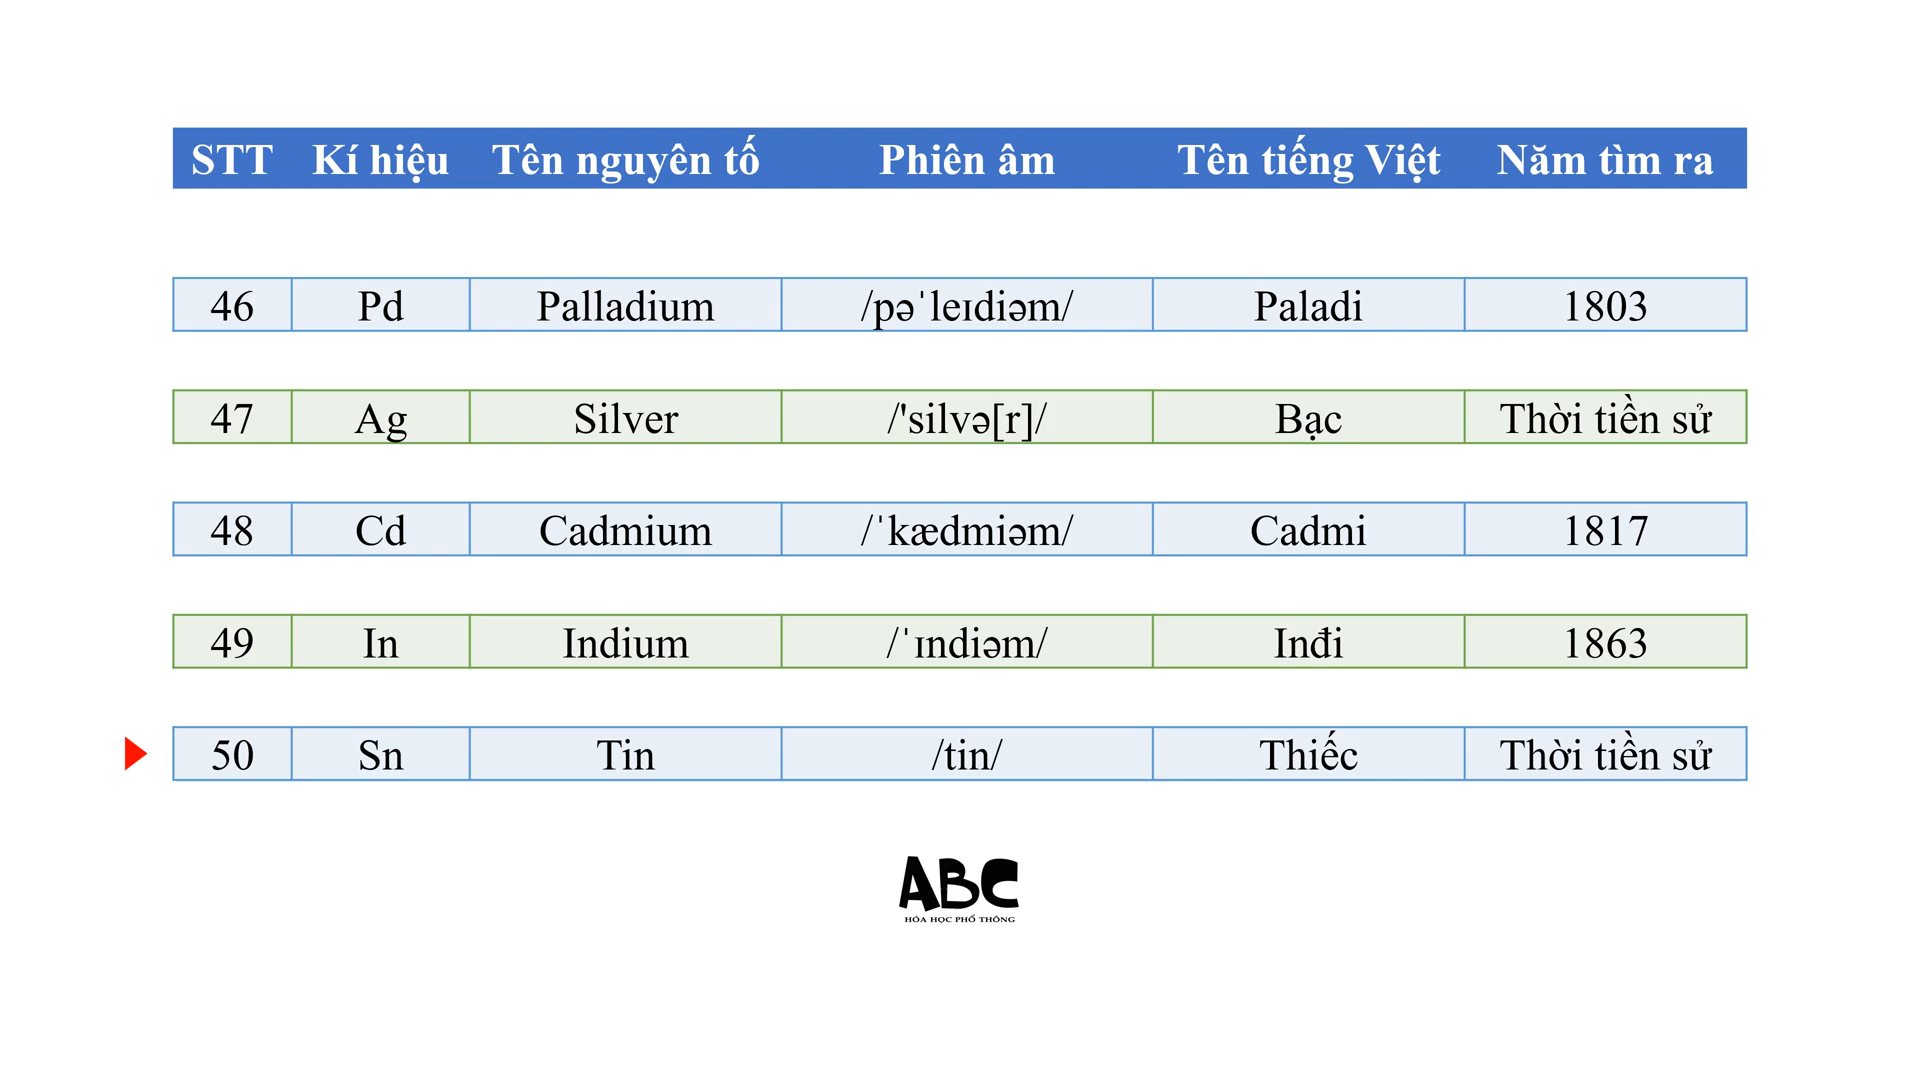 STT Kí hiệu Tên nguyên tố Phiên âm Tên tiếng Việt Năm tìm ra
46 Pd Palladium /pəˈleɪdiəm/ Paladi 1803
47 Ag Silver /'silvə[r]/ Bạc Thời tiền sử
48 Cd Cadmium /ˈkædmiəm/ Cadmi 1817
49 In Indium /ˈɪndiəm/ Inđi 1863
50 Sn Tin /tin/ Thiếc Thời tiền sử
ABC
HÓA HỌC PHỔ THÔNG